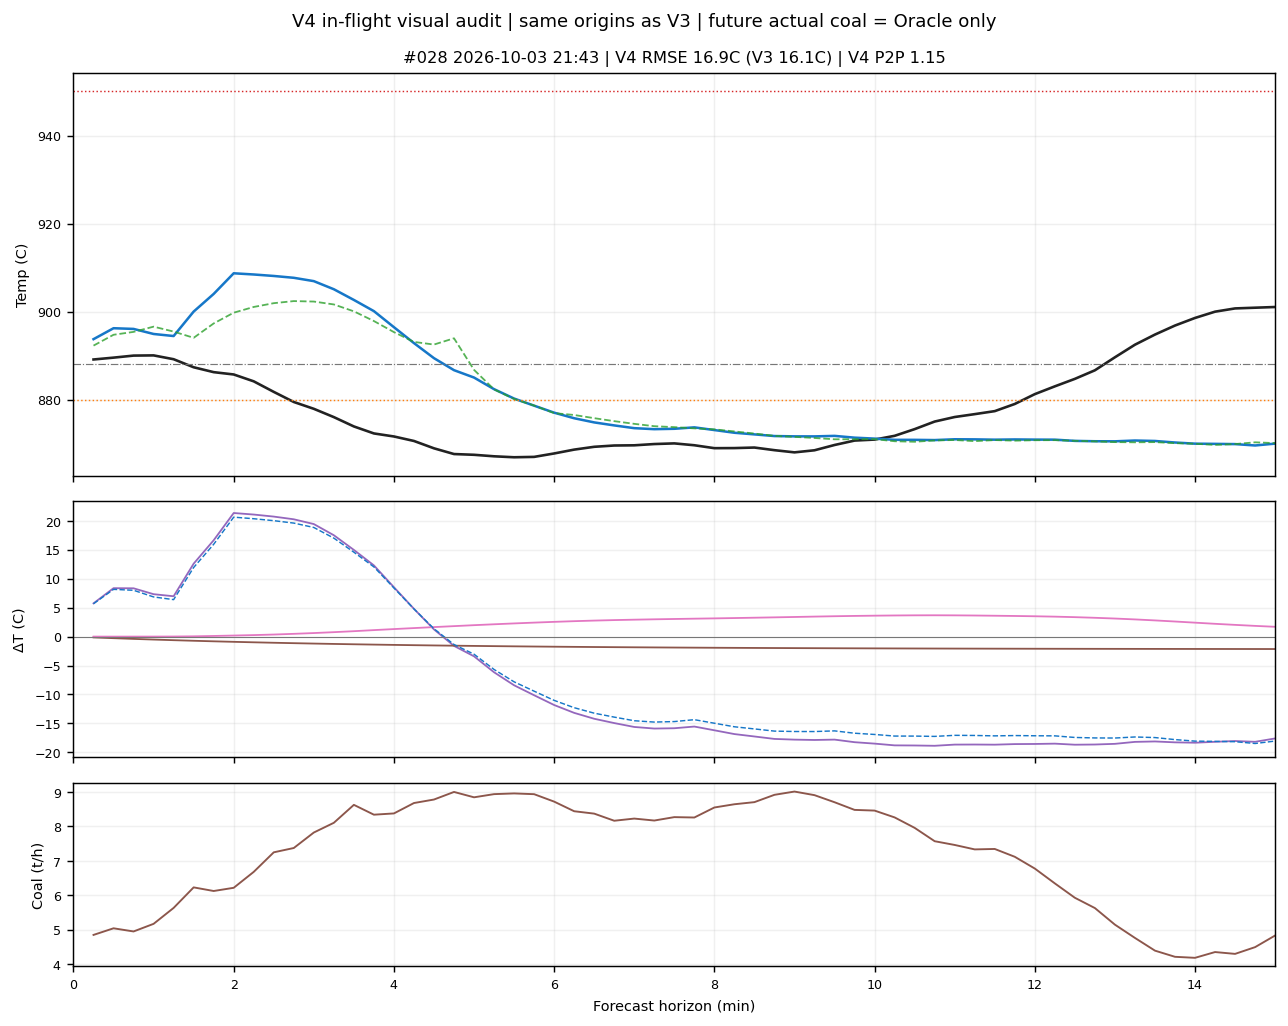 V4 in-flight visual audit | same origins as V3 | future actual coal = Oracle only
#028 2026-10-03 21:43 | V4 RMSE 16.9C (V3 16.1C) | V4 P2P 1.15
Temp (C)
940
920
900
880
ΔT (C)
20
15
10
5
0
−5
−10
−15
−20
Coal (t/h)
9
8
7
6
5
4
0 2 4 6 8 10 12 14
Forecast horizon (min)